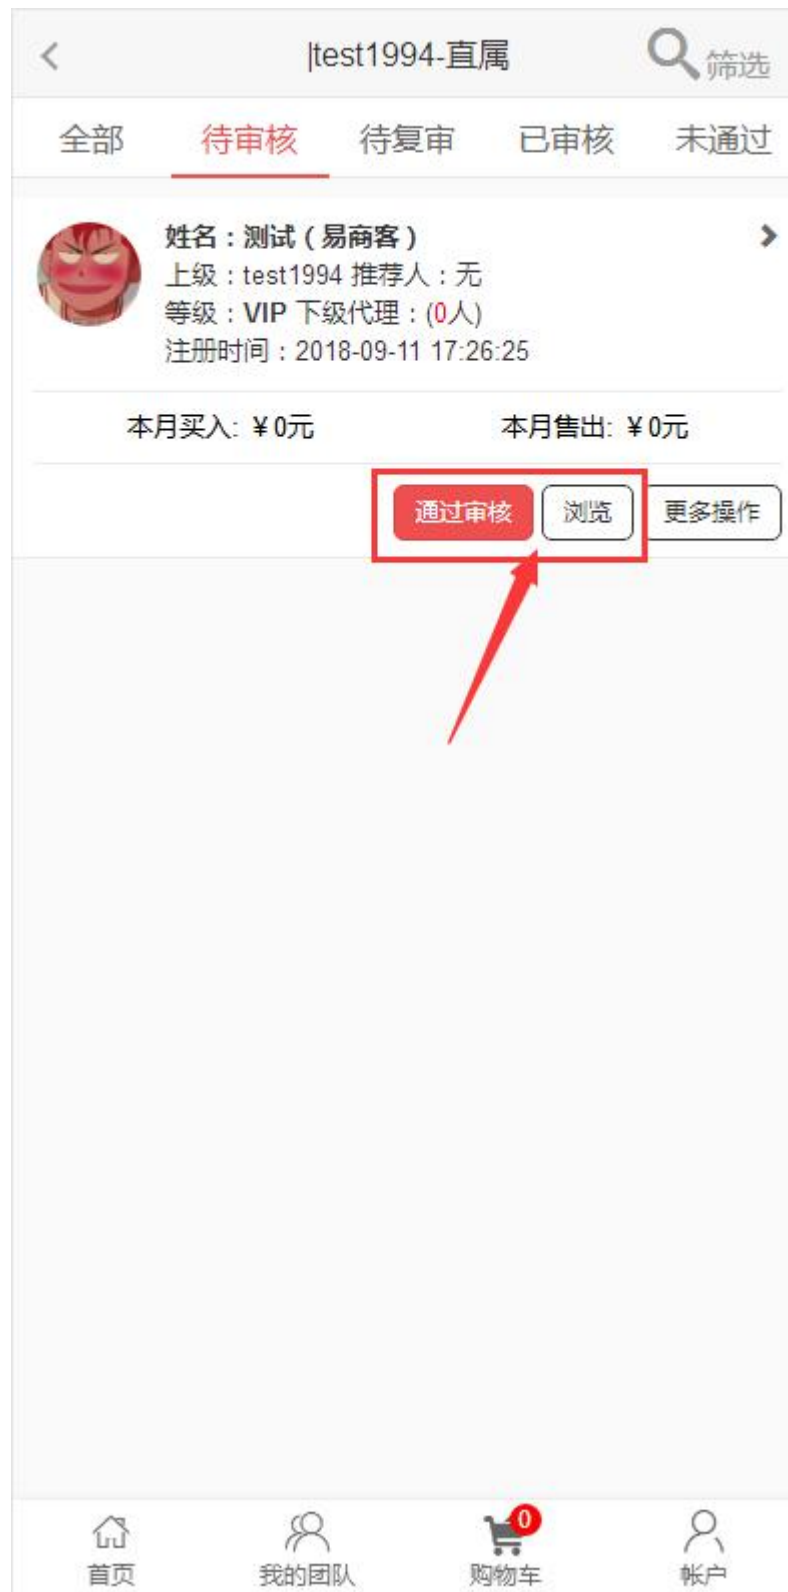 |test1994-直属 筛选
全部 待审核 待复审 已审核 未通过
姓名：测试（易商客）
上级：test1994 推荐人：无
等级：VIP 下级代理：(0人)
注册时间：2018-09-11 17:26:25
本月买入: ￥0元 本月售出: ￥0元
通过审核 浏览 更多操作
0
首页 我的团队 购物车 帐户